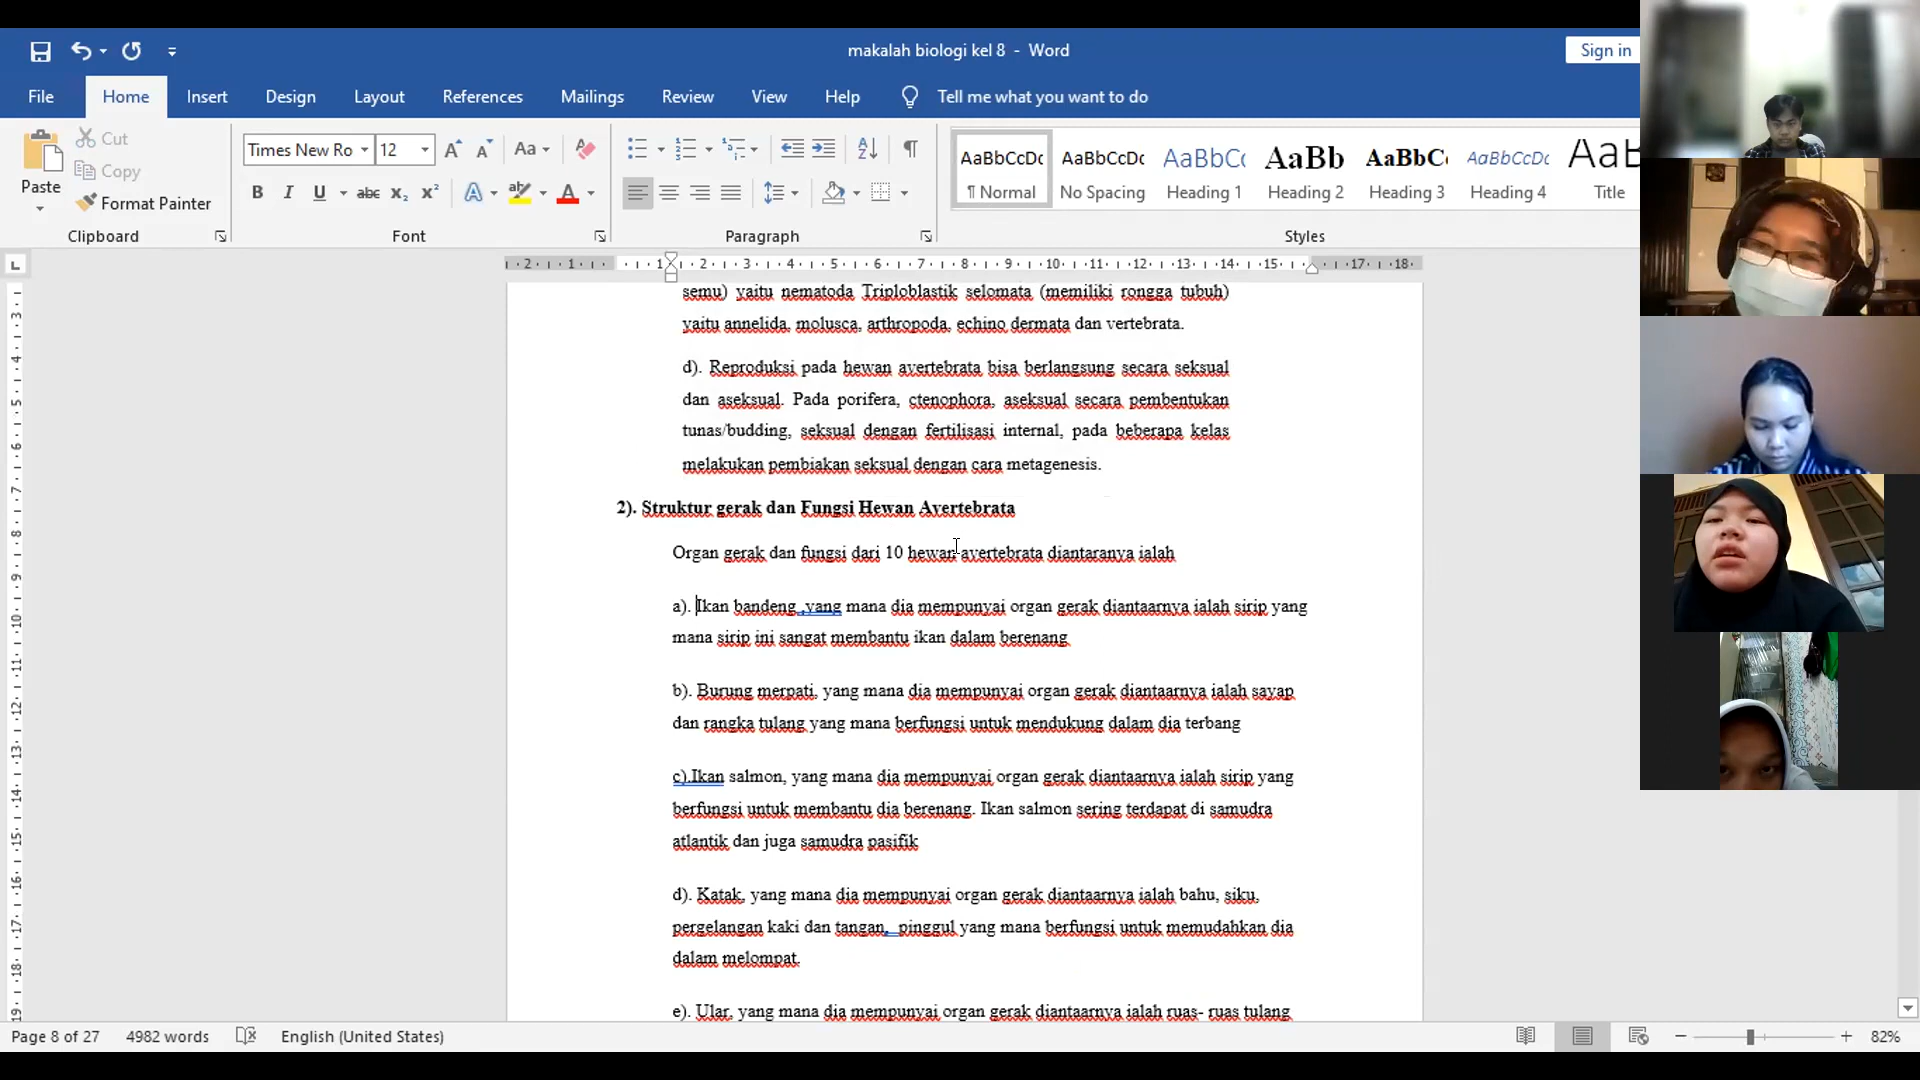 makalah biologi kel 8 - Word
Sign in
File Home Insert Design Layout References Mailings Review View Help Tell me what you want to do
Paste
Cut
Copy
Format Painter
Clipboard
Times New Ro 12
Font
Paragraph
AaBbCcDc AaBbCcDc AaBbCc AaBb AaBbCc AaBbCcDc AaB
¶ Normal No Spacing Heading 1 Heading 2 Heading 3 Heading 4 Title
Styles
semu) yaitu nematoda Triploblastik selomata (memiliki rongga tubuh)
yaitu annelida, molusca, arthropoda, echino dermata dan vertebrata.
d). Reproduksi pada hewan avertebrata bisa berlangsung secara seksual
dan aseksual. Pada porifera, ctenophora, aseksual secara pembentukan
tunas/budding, seksual dengan fertilisasi internal, pada beberapa kelas
melakukan pembiakan seksual dengan cara metagenesis.
2). Struktur gerak dan Fungsi Hewan Avertebrata
Organ gerak dan fungsi dari 10 hewan avertebrata diantaranya ialah
a). Ikan bandeng ,yang mana dia mempunyai organ gerak diantaarnya ialah sirip yang
mana sirip ini sangat membantu ikan dalam berenang
b). Burung merpati, yang mana dia mempunyai organ gerak diantaarnya ialah sayap
dan rangka tulang yang mana berfungsi untuk mendukung dalam dia terbang
c).Ikan salmon, yang mana dia mempunyai organ gerak diantaarnya ialah sirip yang
berfungsi untuk membantu dia berenang. Ikan salmon sering terdapat di samudra
atlantik dan juga samudra pasifik
d). Katak, yang mana dia mempunyai organ gerak diantaarnya ialah bahu, siku,
pergelangan kaki dan tangan,  pinggul yang mana berfungsi untuk memudahkan dia
dalam melompat.
e). Ular, yang mana dia mempunyai organ gerak diantaarnya ialah ruas- ruas tulang
Page 8 of 27 4982 words English (United States) 82%